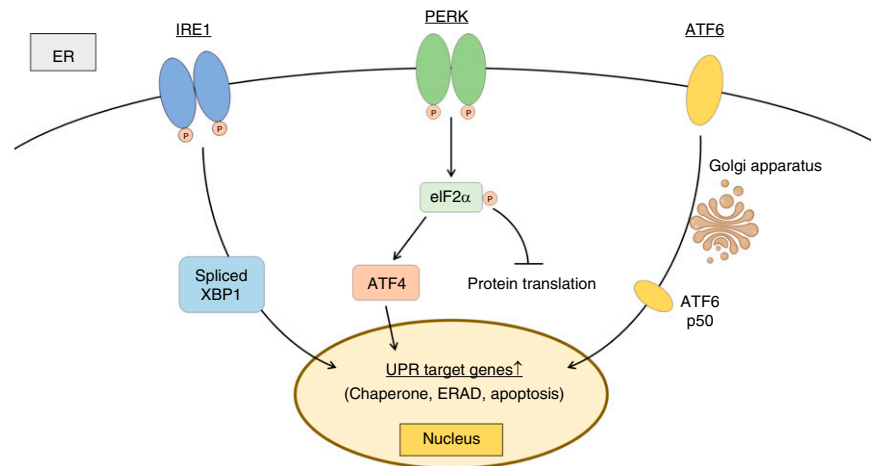 ER
IRE1
PERK
ATF6
P
P
P
P
Golgi apparatus
eIF2α
P
Spliced
XBP1
ATF4
Protein translation
ATF6
p50
UPR target genes↑
(Chaperone, ERAD, apoptosis)
Nucleus